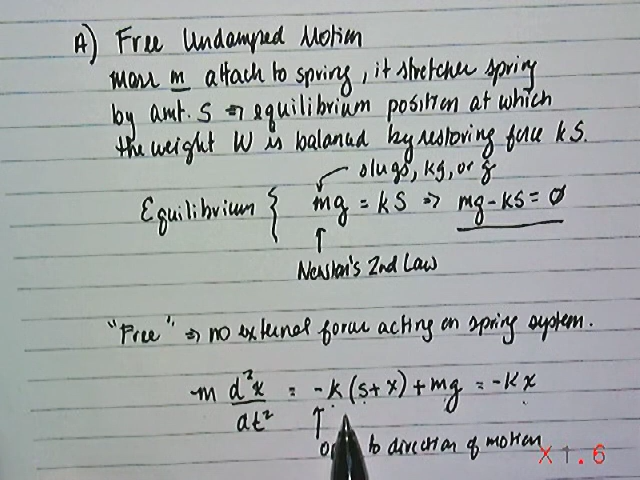 A) Free Undamped Motion
mass m attach to spring, it stretches spring
by amt. S ⇒ equilibrium position at which
the weight W is balanced by restoring force kS.
slugs, kg, or g
Equilibrium { mg = kS ⇒ mg - kS = 0
↑
Newton's 2nd Law
"Free" ⇒ no external forces acting on spring system.
m d²x/dt² = -k(s+x) + mg = -kx
↑
to direction of motion
X1.6